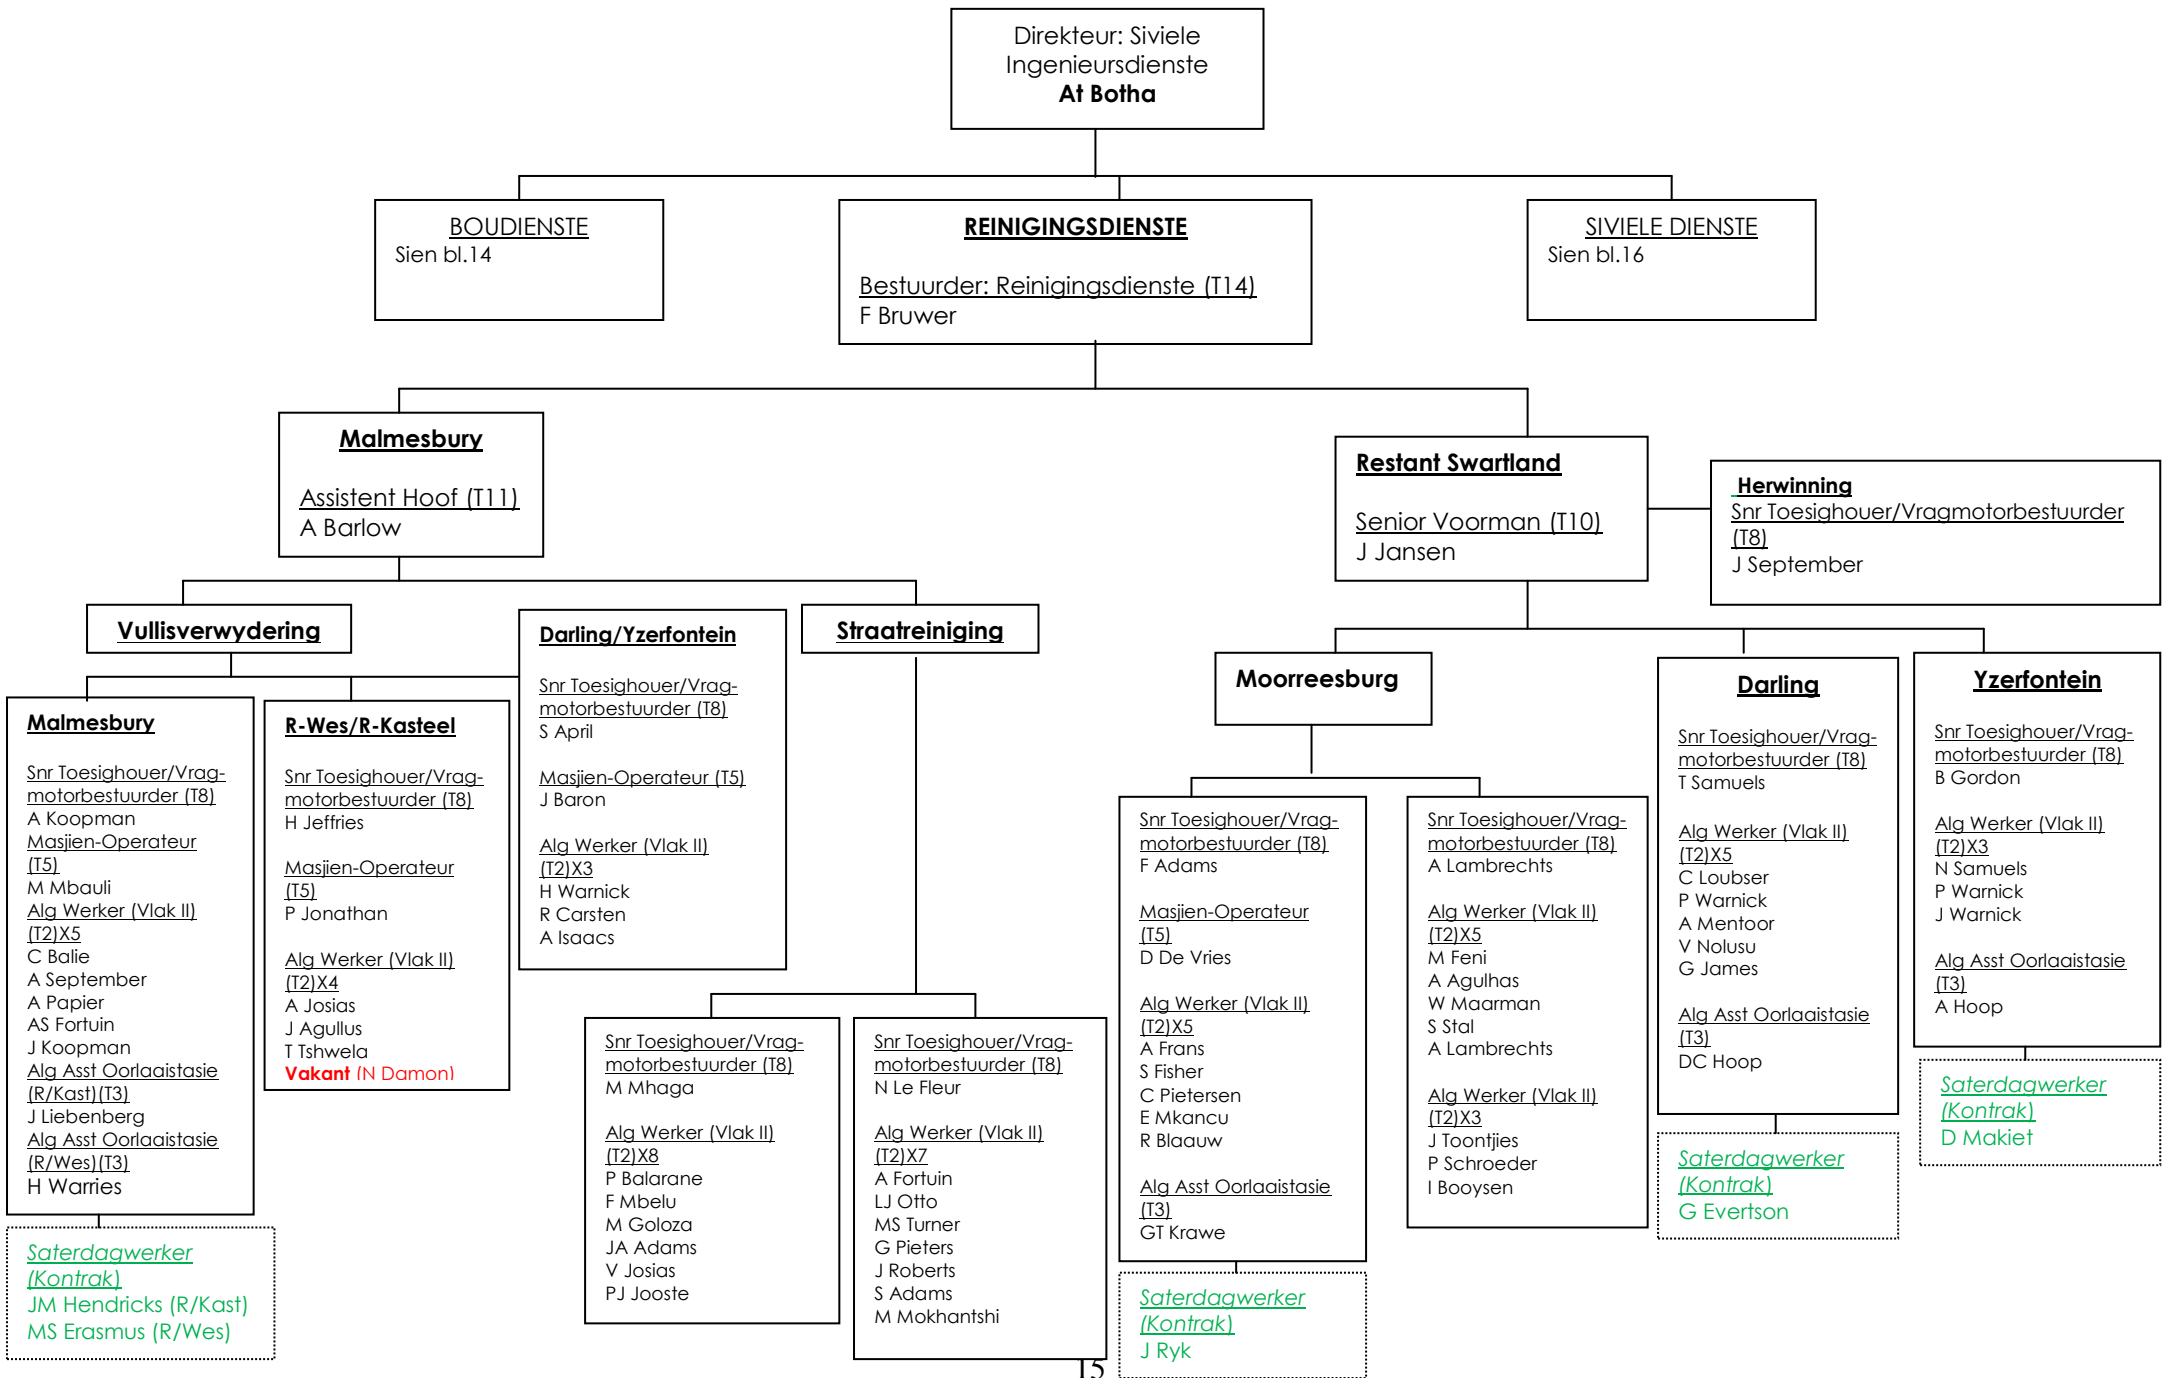 Direkteur: Siviele
Ingenieursdienste
At Botha
BOUDIENSTE
Sien bl.14
REINIGINGSDIENSTE
Bestuurder: Reinigingsdienste (T14)
F Bruwer
SIVIELE DIENSTE
Sien bl.16
Malmesbury
Assistent Hoof (T11)
A Barlow
Restant Swartland
Senior Voorman (T10)
J Jansen
Herwinning
Snr Toesighouer/Vragmotorbestuurder
(T8)
J September
Vullisverwydering
Straatreiniging
Malmesbury
Snr Toesighouer/Vrag-
motorbestuurder (T8)
A Koopman
Masjien-Operateur
(T5)
M Mbauli
Alg Werker (Vlak II)
(T2)X5
C Balie
A September
A Papier
AS Fortuin
J Koopman
Alg Asst Oorlaaistasie
(R/Kast)(T3)
J Liebenberg
Alg Asst Oorlaaistasie
(R/Wes)(T3)
H Warries
Saterdagwerker
(Kontrak)
JM Hendricks (R/Kast)
MS Erasmus (R/Wes)
R-Wes/R-Kasteel
Snr Toesighouer/Vrag-
motorbestuurder (T8)
H Jeffries
Masjien-Operateur
(T5)
P Jonathan
Alg Werker (Vlak II)
(T2)X4
A Josias
J Agullus
T Tshwela
Vakant (N Damon)
Darling/Yzerfontein
Snr Toesighouer/Vrag-
motorbestuurder (T8)
S April
Masjien-Operateur (T5)
J Baron
Alg Werker (Vlak II)
(T2)X3
H Warnick
R Carsten
A Isaacs
Snr Toesighouer/Vrag-
motorbestuurder (T8)
M Mhaga
Alg Werker (Vlak II)
(T2)X8
P Balarane
F Mbelu
M Goloza
JA Adams
V Josias
PJ Jooste
Snr Toesighouer/Vrag-
motorbestuurder (T8)
N Le Fleur
Alg Werker (Vlak II)
(T2)X7
A Fortuin
LJ Otto
MS Turner
G Pieters
J Roberts
S Adams
M Mokhantshi
Moorreesburg
Snr Toesighouer/Vrag-
motorbestuurder (T8)
F Adams
Masjien-Operateur
(T5)
D De Vries
Alg Werker (Vlak II)
(T2)X5
A Frans
S Fisher
C Pietersen
E Mkancu
R Blaauw
Alg Asst Oorlaaistasie
(T3)
GT Krawe
Saterdagwerker
(Kontrak)
J Ryk
Snr Toesighouer/Vrag-
motorbestuurder (T8)
A Lambrechts
Alg Werker (Vlak II)
(T2)X5
M Feni
A Agulhas
W Maarman
S Stal
A Lambrechts
Alg Werker (Vlak II)
(T2)X3
J Toontjies
P Schroeder
I Booysen
Darling
Snr Toesighouer/Vrag-
motorbestuurder (T8)
T Samuels
Alg Werker (Vlak II)
(T2)X5
C Loubser
P Warnick
A Mentoor
V Nolusu
G James
Alg Asst Oorlaaistasie
(T3)
DC Hoop
Saterdagwerker
(Kontrak)
G Evertson
Yzerfontein
Snr Toesighouer/Vrag-
motorbestuurder (T8)
B Gordon
Alg Werker (Vlak II)
(T2)X3
N Samuels
P Warnick
J Warnick
Alg Asst Oorlaaistasie
(T3)
A Hoop
Saterdagwerker
(Kontrak)
D Makiet
15